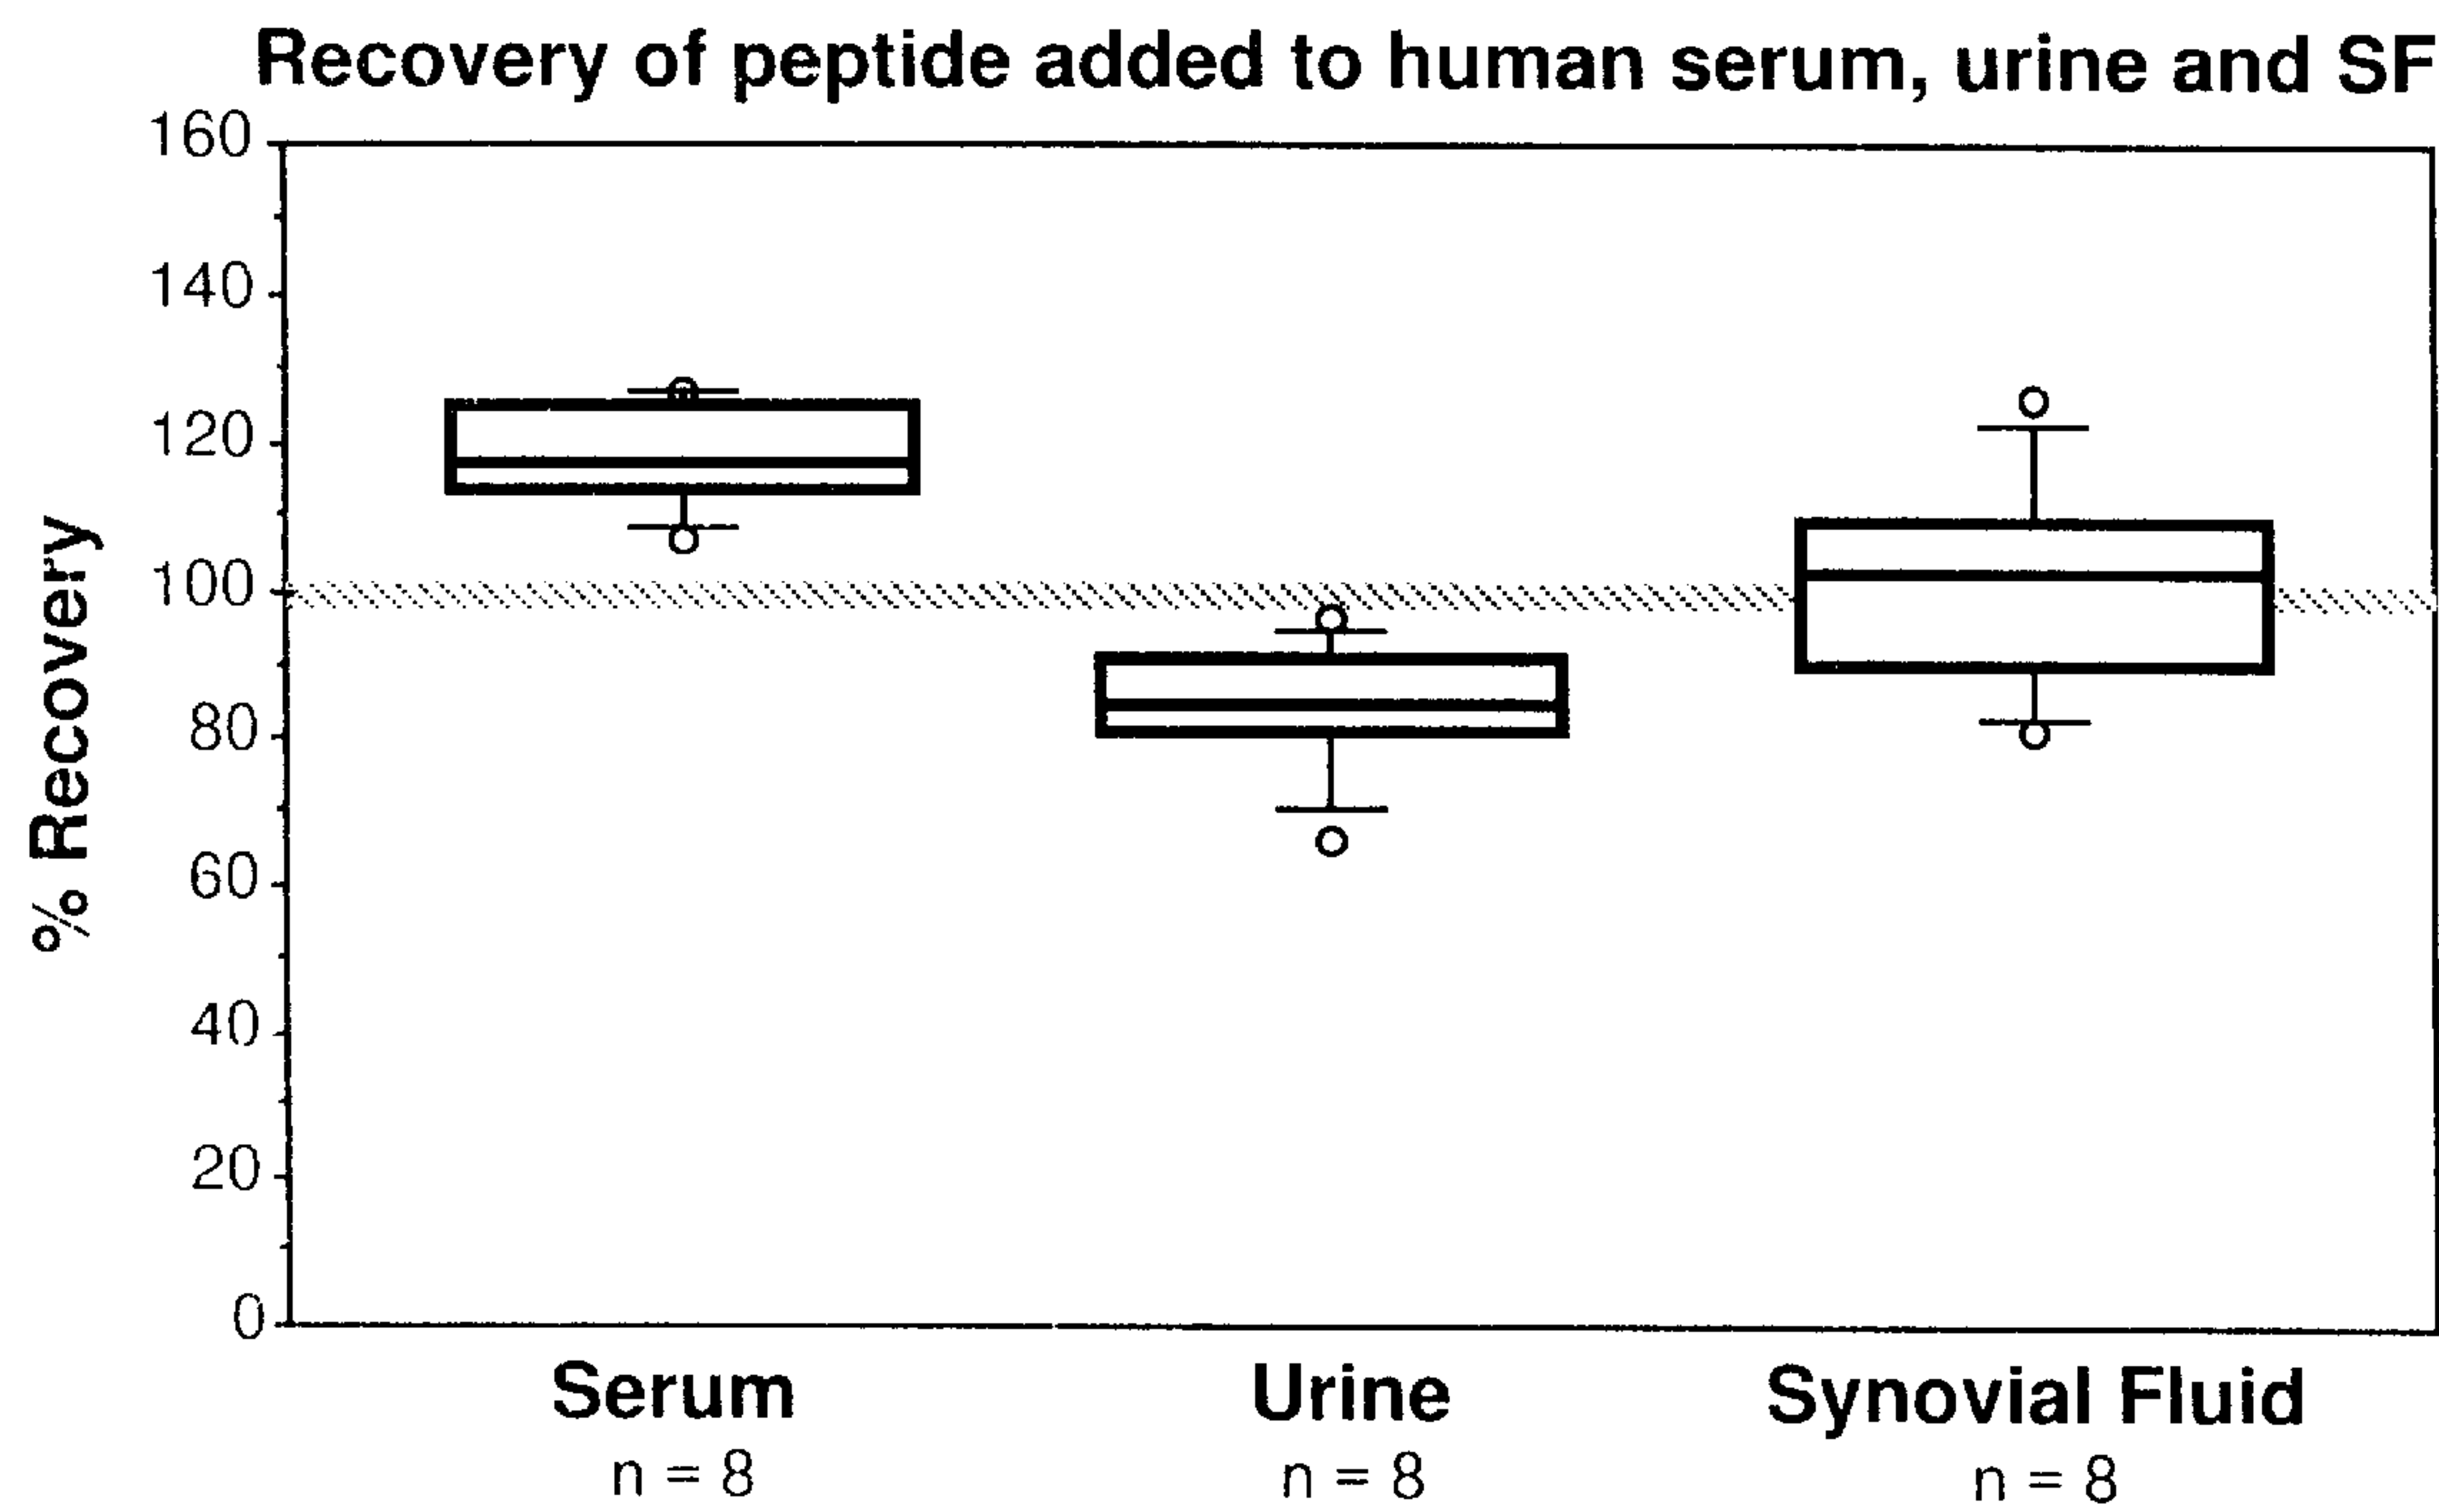 Recovery of peptide added to human serum, urine and SF
160
140
120
100
80
60
40
20
0
% Recovery
Serum
n = 8
Urine
n = 8
Synovial Fluid
n = 8